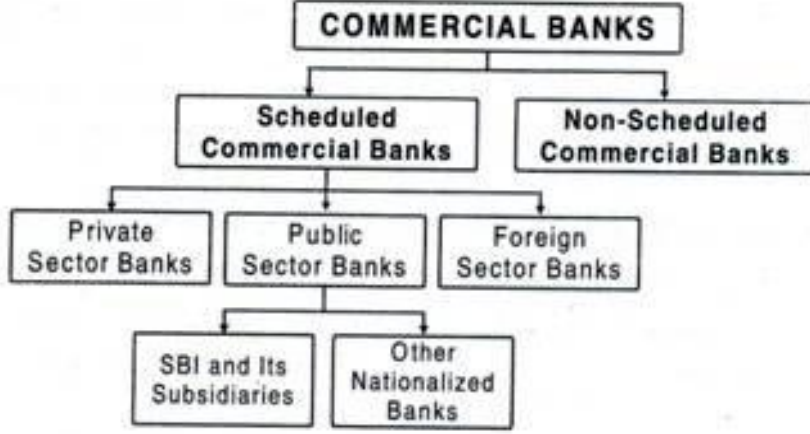 COMMERCIAL BANKS
Scheduled
Commercial Banks
Non-Scheduled
Commercial Banks
Private
Sector Banks
Public
Sector Banks
Foreign
Sector Banks
SBI and Its
Subsidiaries
Other
Nationalized
Banks